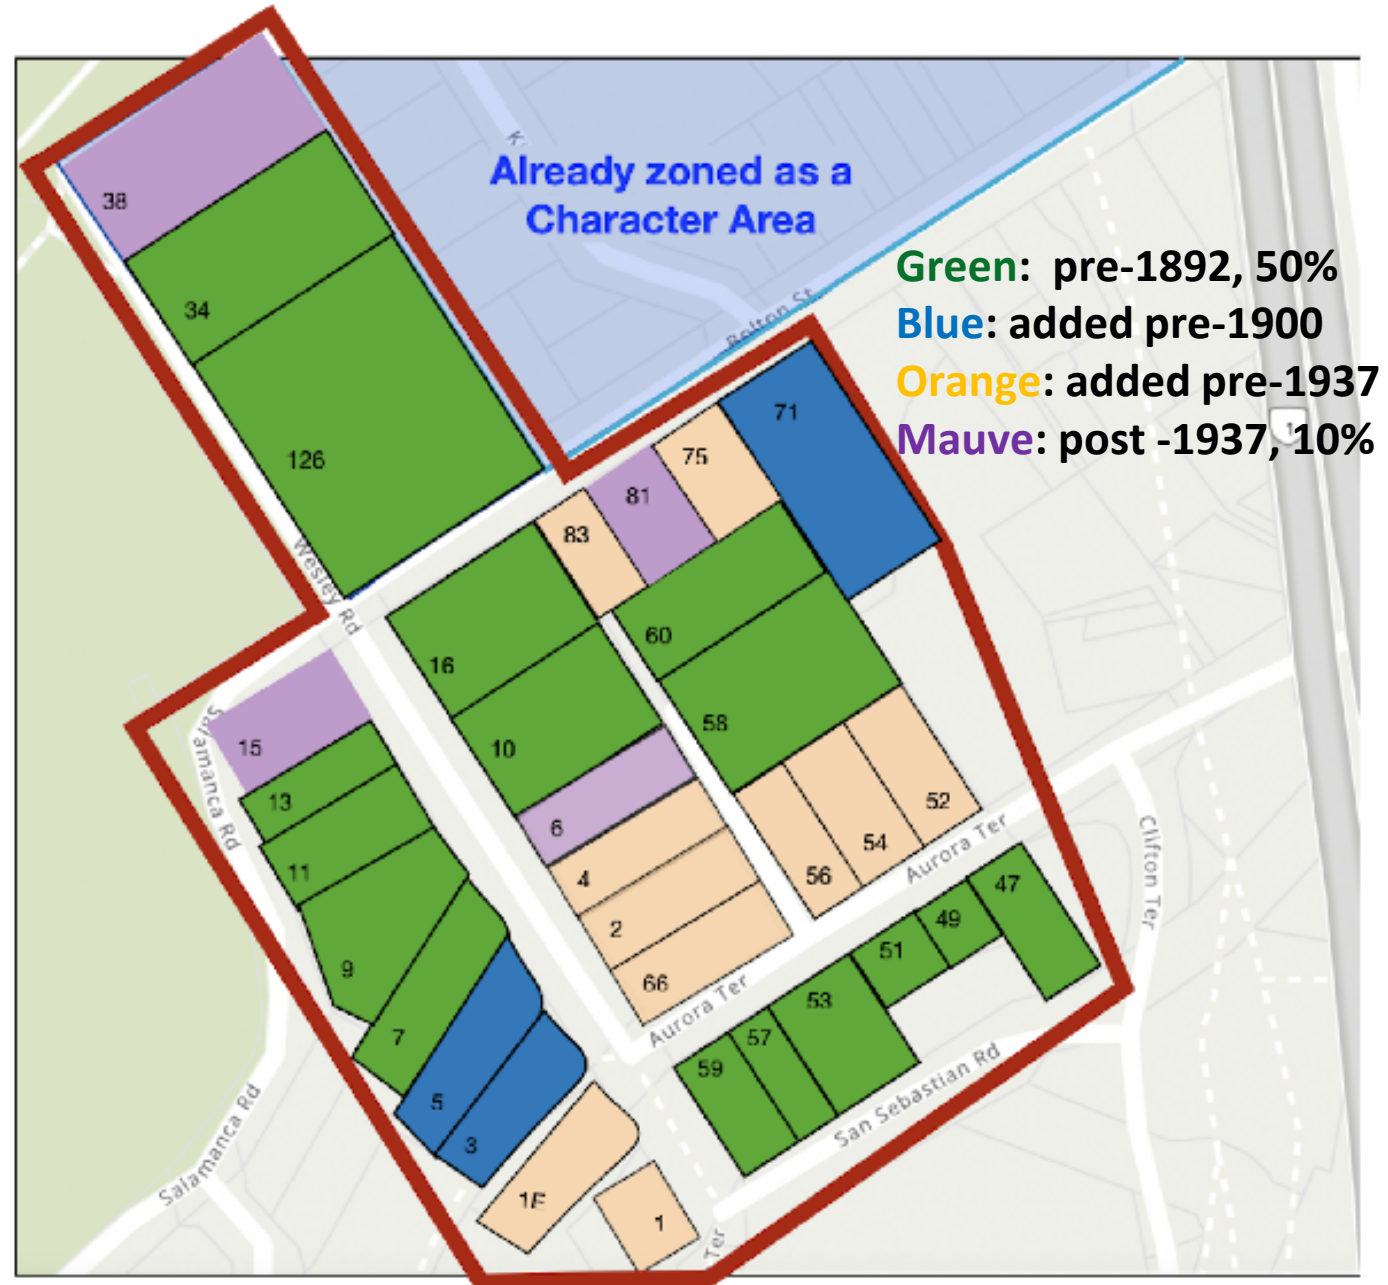 38
K
Already zoned as a
Character Area
34
Green:  pre-1892, 50%
Blue: added pre-1900
Orange: added pre-1937
Mauve: post -1937, 10%
1
Bolton St
126
71
75
81
83
Wesley Rd
16
60
10
58
15
Salamanca Rd
13
11
6
4
2
66
52
54
56
Aurora Ter
Clifton Ter
47
49
51
53
57
59
Aurora Ter
9
7
5
3
San Sebastian Rd
Salamanca Rd
1E
1
Ter